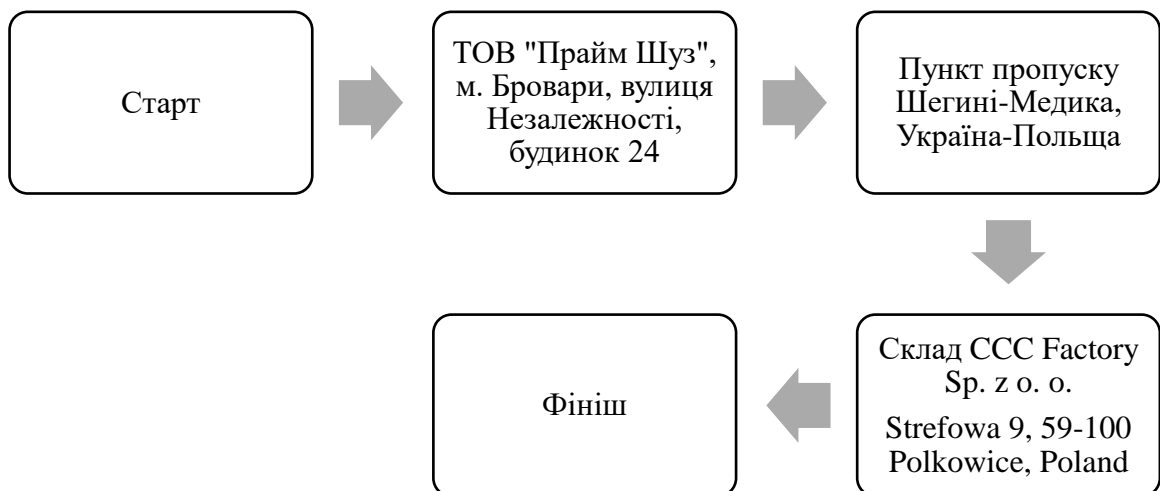 Старт
ТОВ "Прайм Шуз",
м. Бровари, вулиця
Незалежності,
будинок 24
Пункт пропуску
Шегині-Медика,
Україна-Польща
Склад CCC Factory
Sp. z o. o.
Strefowa 9, 59-100
Polkowice, Poland
Фініш